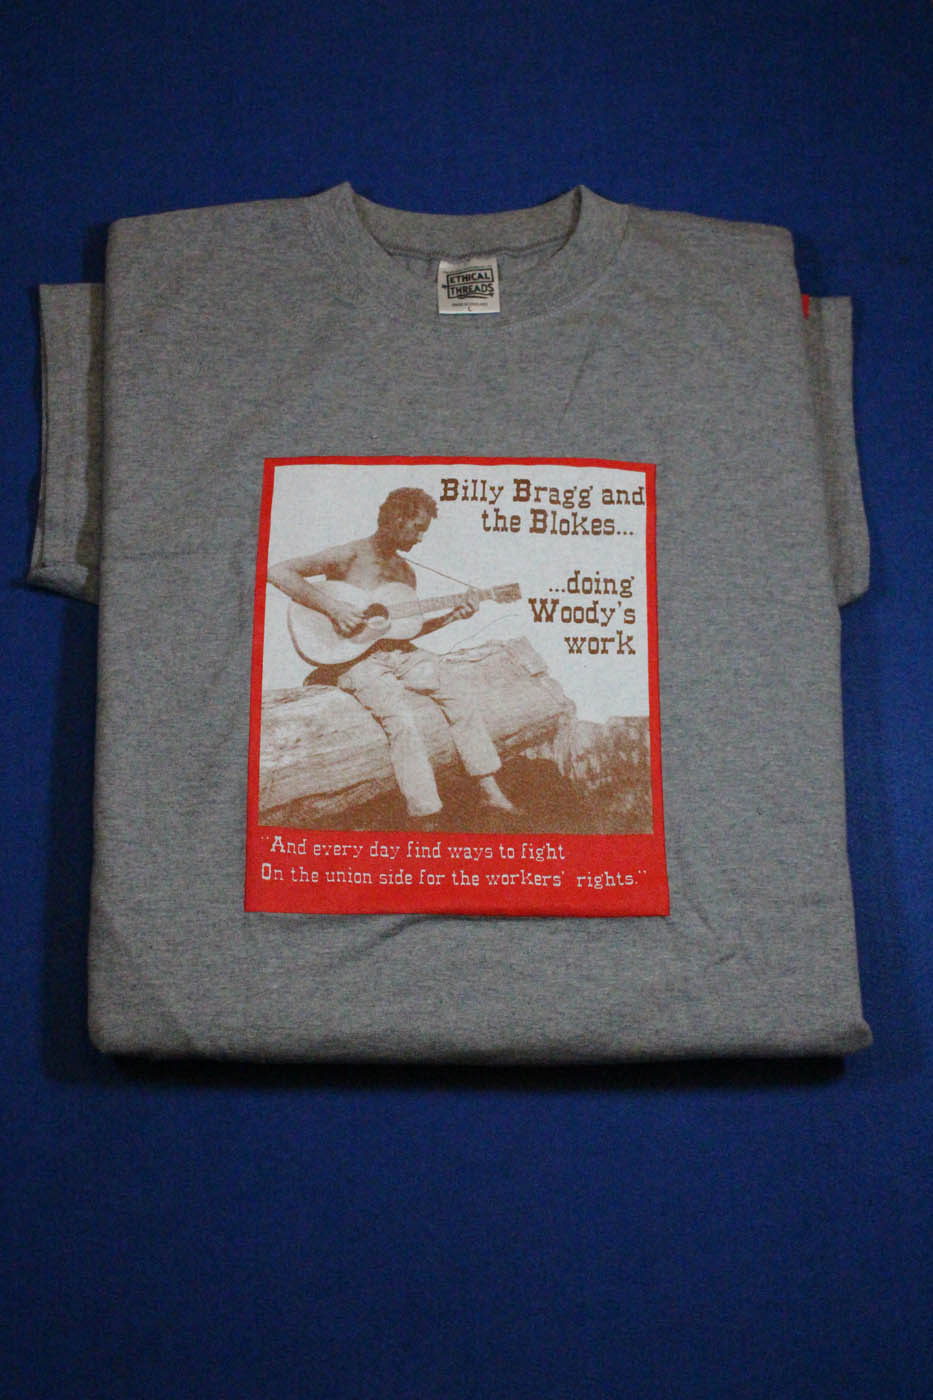 ETHICAL
THREADS
L
Billy Bragg and
the Blokes...
...doing
Woody's
work
"And every day find ways to fight
On the union side for the workers' rights."